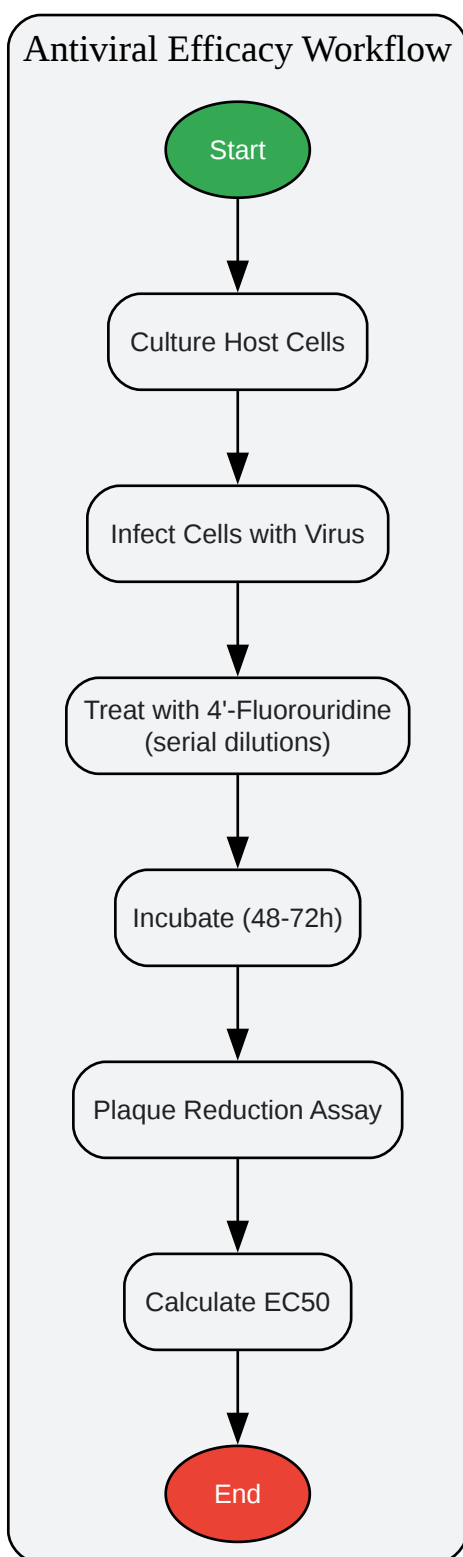 Antiviral Efficacy Workflow
Start
Culture Host Cells
Infect Cells with Virus
Treat with 4'-Fluorouridine
(serial dilutions)
Incubate (48-72h)
Plaque Reduction Assay
Calculate EC50
End